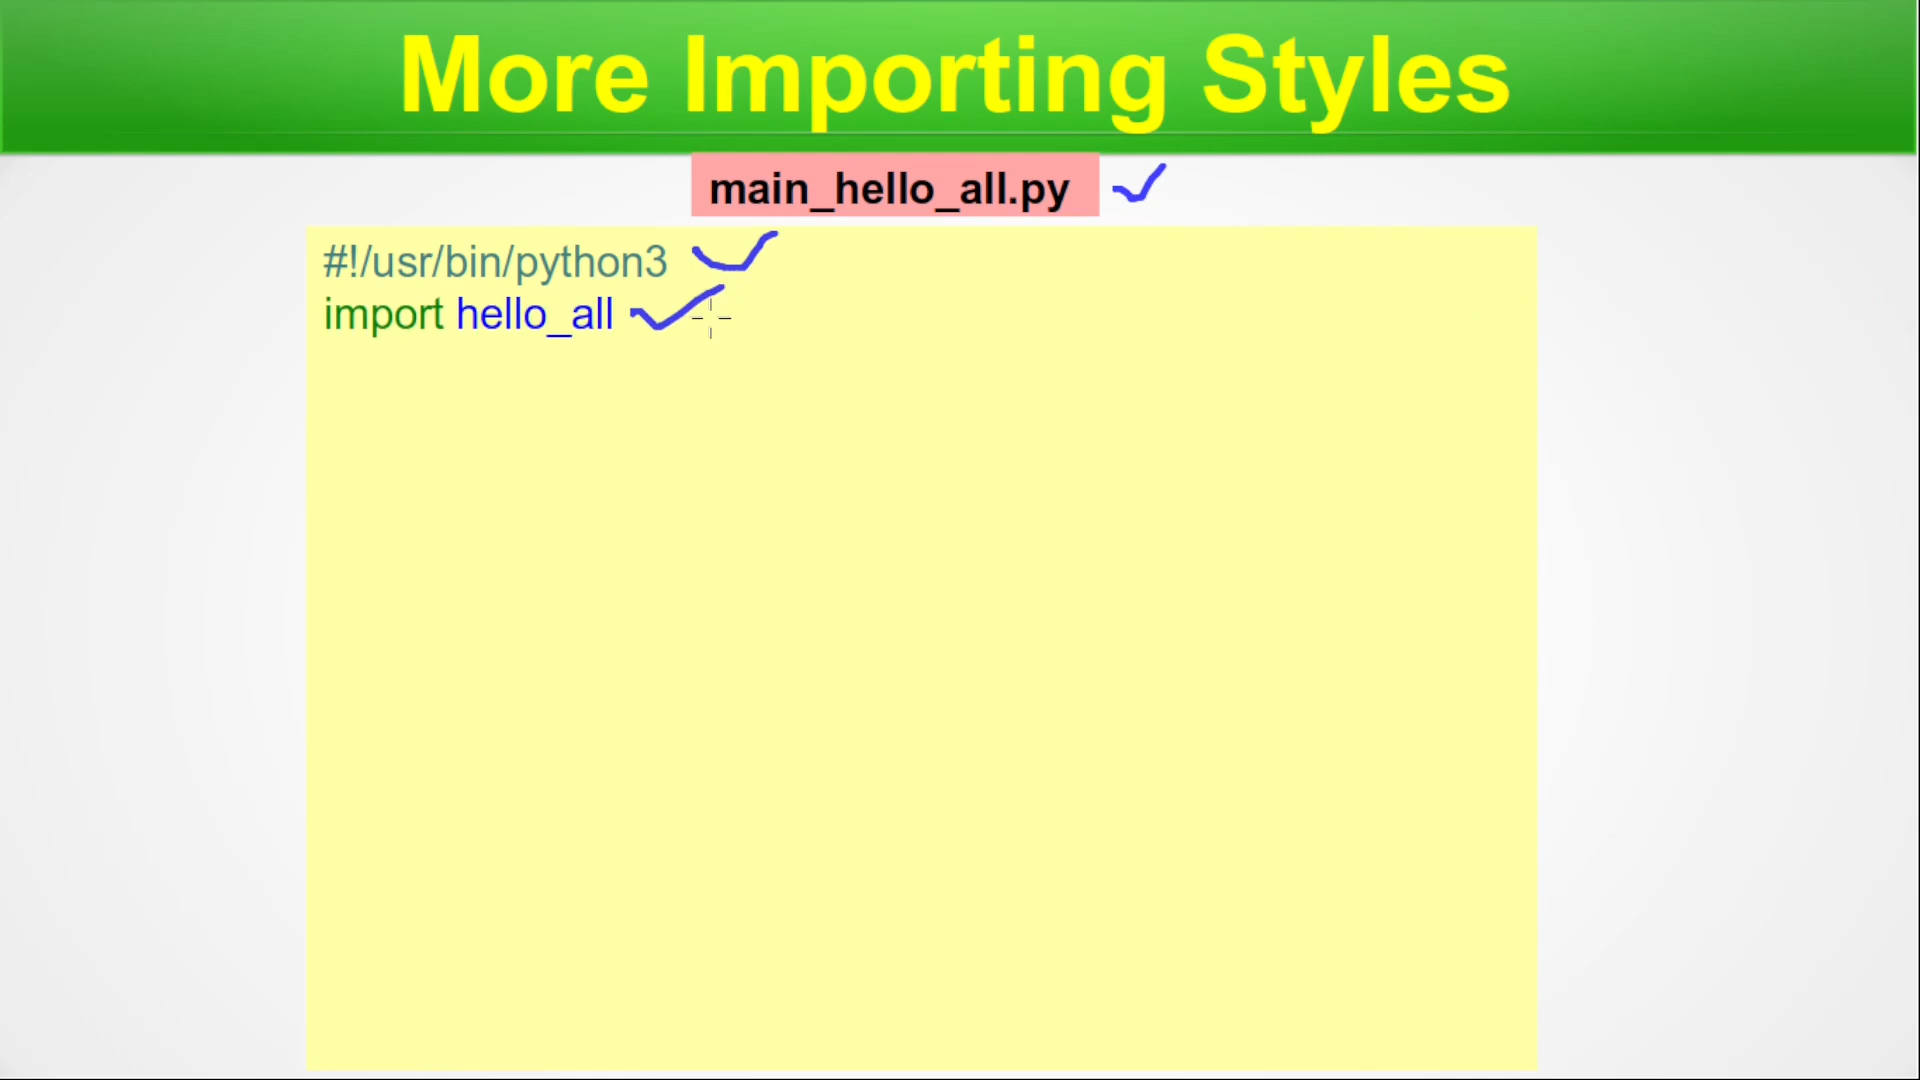 More Importing Styles
main_hello_all.py
#!/usr/bin/python3
import hello_all